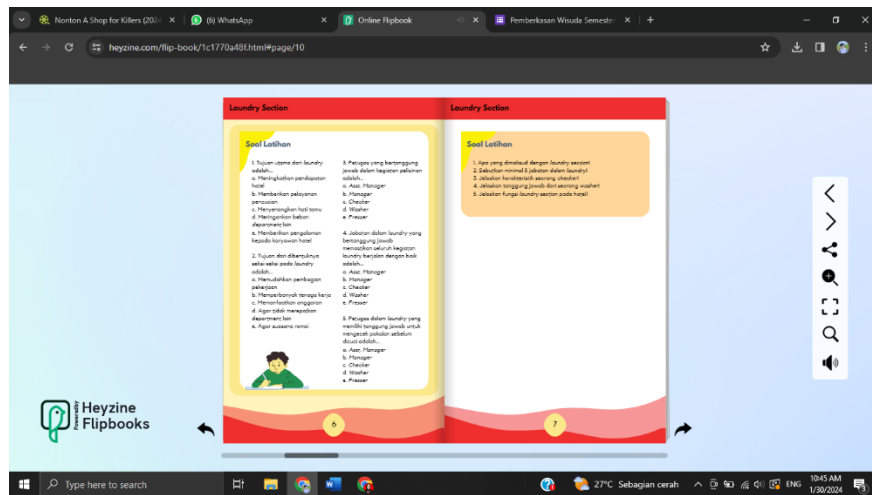 Nonton A Shop for Killers (2024
(6) WhatsApp
Online Flipbook
Pemberkasan Wisuda Semester
heyzine.com/flip-book/1c1770a48f.html#page/10
Laundry Section
Soal Latihan
1. Tujuan utama dari laundry
adalah...
a. Meningkatkan pendapatan
hotel
b. Memberikan pelayanan
pencucian
c. Menyenangkan hati tamu
d. Meringankan beban
department lain
e. Memberikan pengalaman
kepada karyawan hotel
2. Tujuan dari dibentuknya
seksi-seksi pada laundry
adalah...
a. Memudahkan pembagian
pekerjaan
b. Memperbanyak tenaga kerja
c. Memanfaatkan anggaran
d. Agar tidak merepotkan
department lain
e. Agar suasana ramai
3. Petugas yang bertanggung
jawab dalam kegiatan pelicinan
adalah...
a. Asst. Manager
b. Manager
c. Checker
d. Washer
e. Presser
4. Jabatan dalam laundry yang
bertanggung jawab
memastikan seluruh kegiatan
laundry berjalan dengan baik
adalah...
a. Asst. Manager
b. Manager
c. Checker
d. Washer
e. Presser
5. Petugas dalam laundry yang
memiliki tanggung jawab untuk
mengecek pakaian sebelum
dicuci adalah...
a. Asst. Manager
b. Manager
c. Checker
d. Washer
e. Presser
6
Laundry Section
Soal Latihan
1. Apa yang dimaksud dengan laundry section!
2. Sebutkan minimal 5 jabatan dalam laundry!
3. Jelaskan karakteristik seorang checker!
4. Jelaskan tanggung jawab dari seorang washer!
5. Jelaskan fungsi laundry section pada hotel!
7
Powered by
Heyzine
Flipbooks
Type here to search
27°C Sebagian cerah
ENG
10:45 AM
1/30/2024